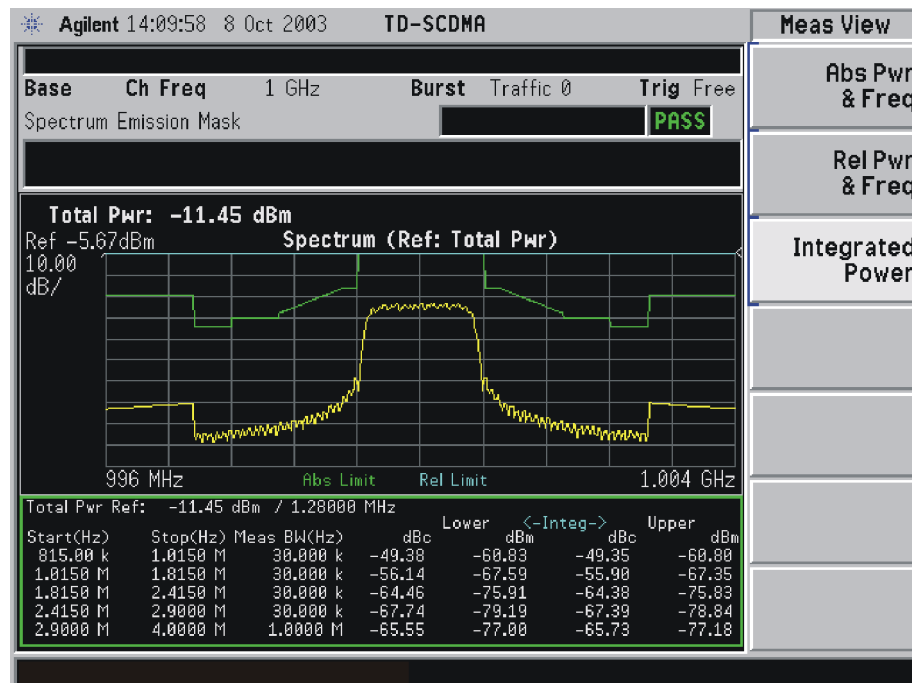 Agilent 14:09:58 8 Oct 2003 TD-SCDMA Meas View
Base Ch Freq 1 GHz Burst Traffic 0 Trig Free
Spectrum Emission Mask PASS
Abs Pwr
& Freq
Rel Pwr
& Freq
Integrated
Power
Total Pwr: -11.45 dBm
Ref -5.67dBm Spectrum (Ref: Total Pwr)
10.00
dB/
996 MHz Abs Limit Rel Limit 1.004 GHz
Total Pwr Ref: -11.45 dBm / 1.28000 MHz
Lower <-Integ-> Upper
Start(Hz) Stop(Hz) Meas BW(Hz) dBc dBm dBc dBm
815.00 k 1.0150 M 30.000 k -49.38 -60.83 -49.35 -60.80
1.0150 M 1.8150 M 30.000 k -56.14 -67.59 -55.90 -67.35
1.8150 M 2.4150 M 30.000 k -64.46 -75.91 -64.38 -75.83
2.4150 M 2.9000 M 30.000 k -67.74 -79.19 -67.39 -78.84
2.9000 M 4.0000 M 1.0000 M -65.55 -77.00 -65.73 -77.18